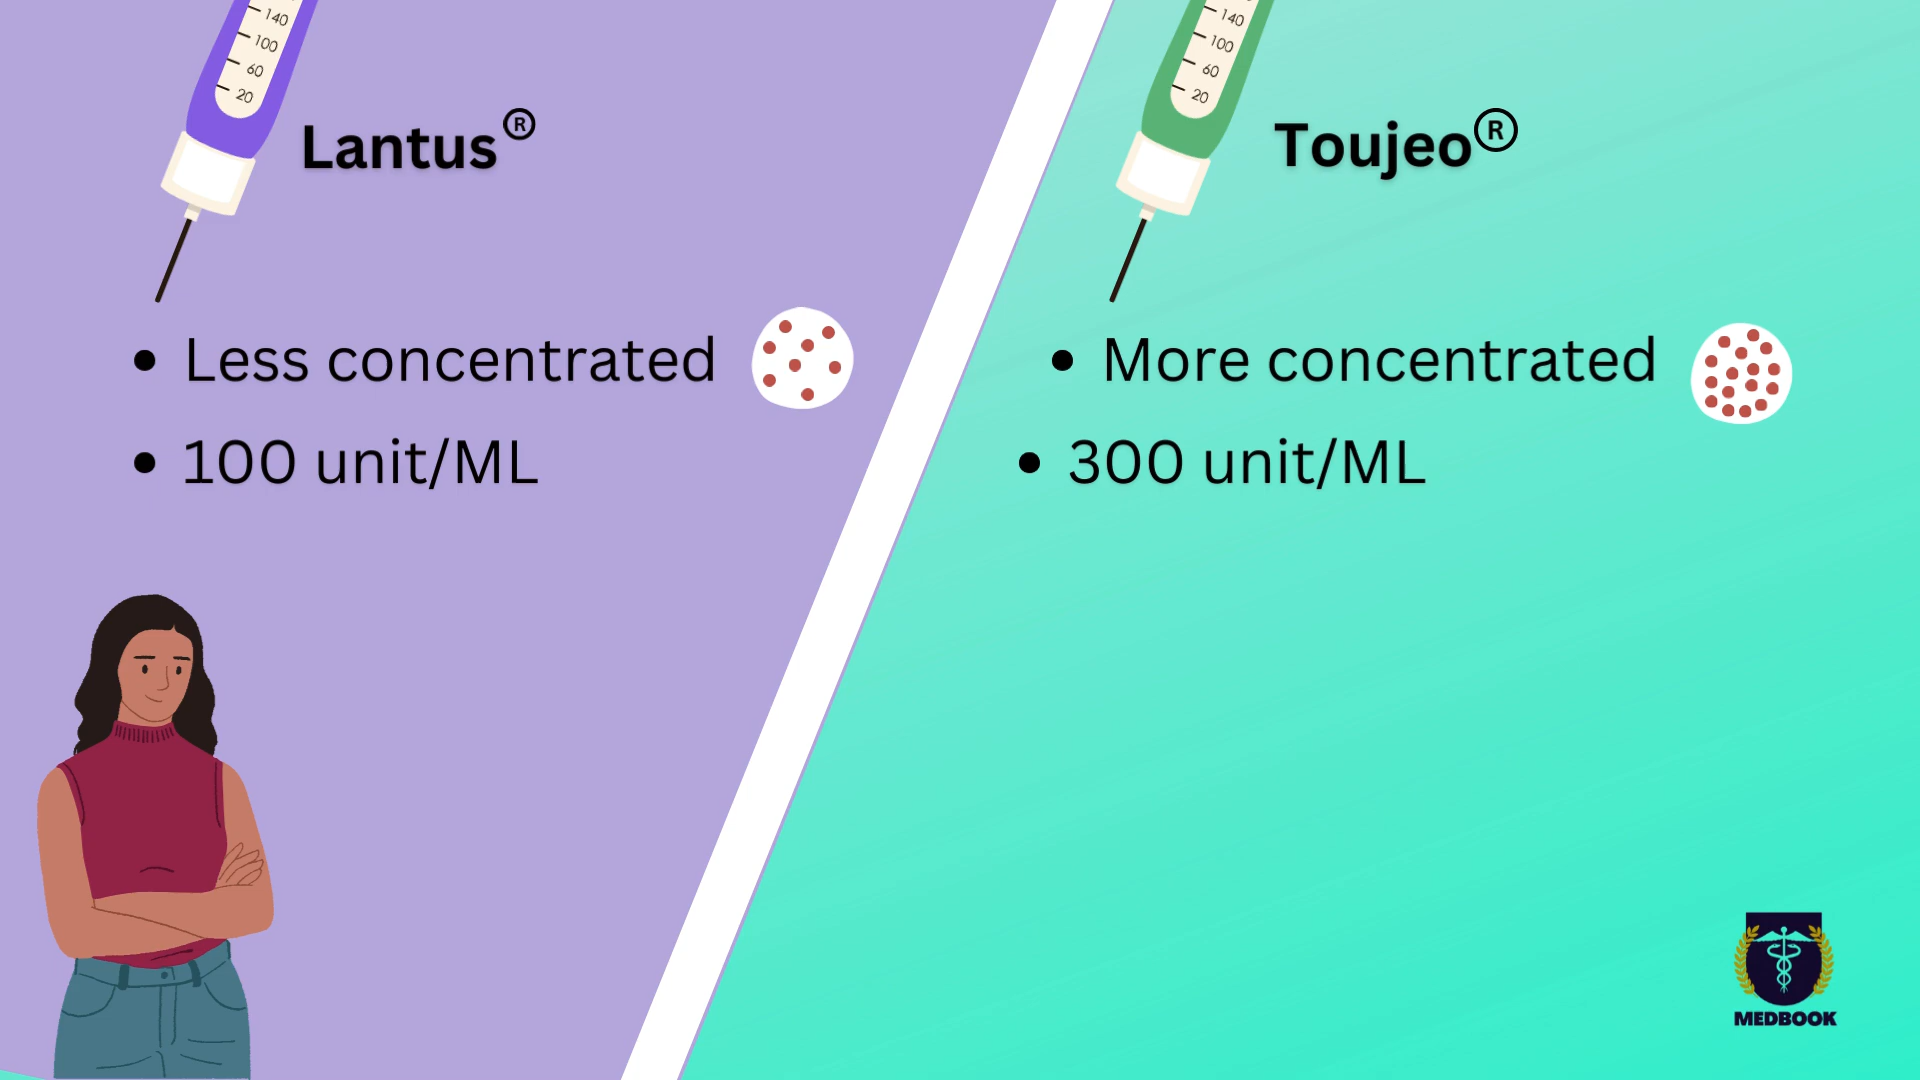 140
100
60
20
Lantus®
• Less concentrated
• 100 unit/ML
140
100
60
20
Toujeo®
• More concentrated
• 300 unit/ML
MEDBOOK